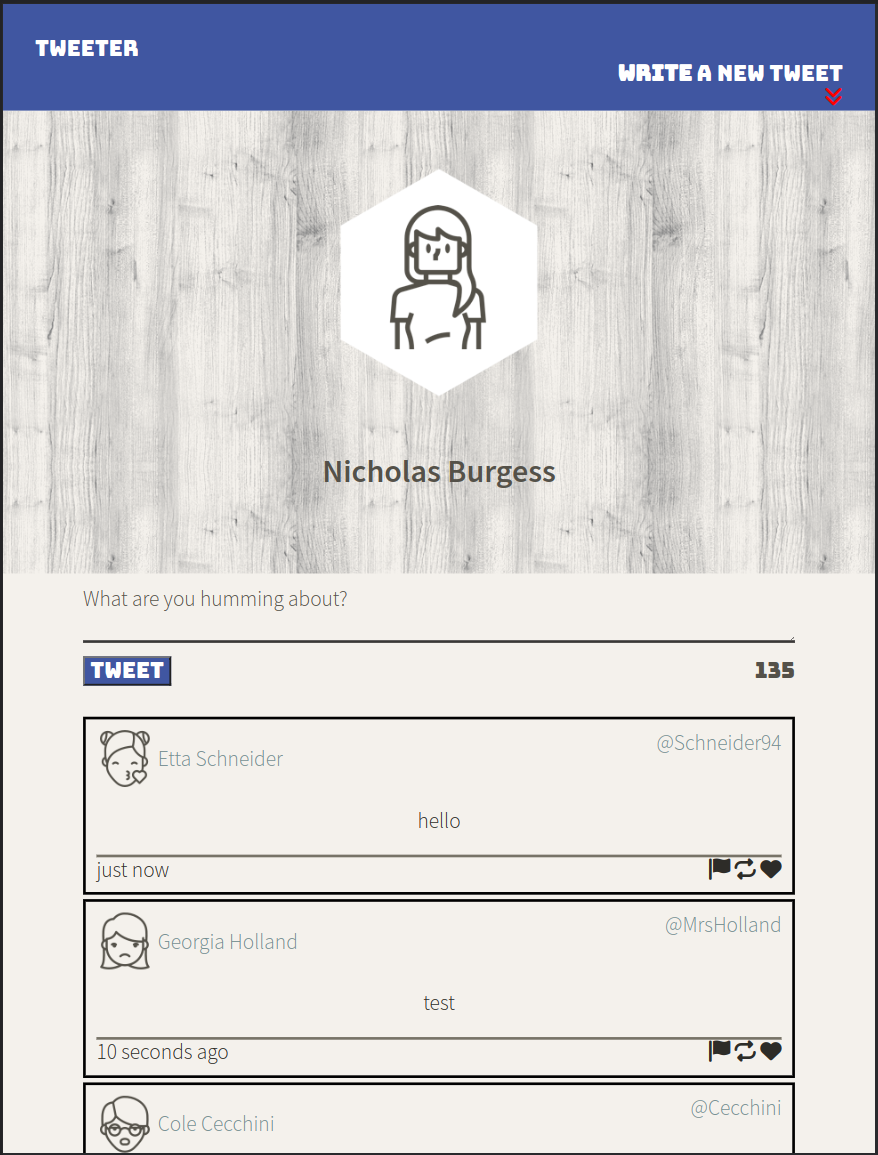 TWEETER
WRITE A NEW TWEET
Nicholas Burgess
What are you humming about?
TWEET 135
Etta Schneider @Schneider94
hello
just now
Georgia Holland @MrsHolland
test
10 seconds ago
Cole Cecchini @Cecchini